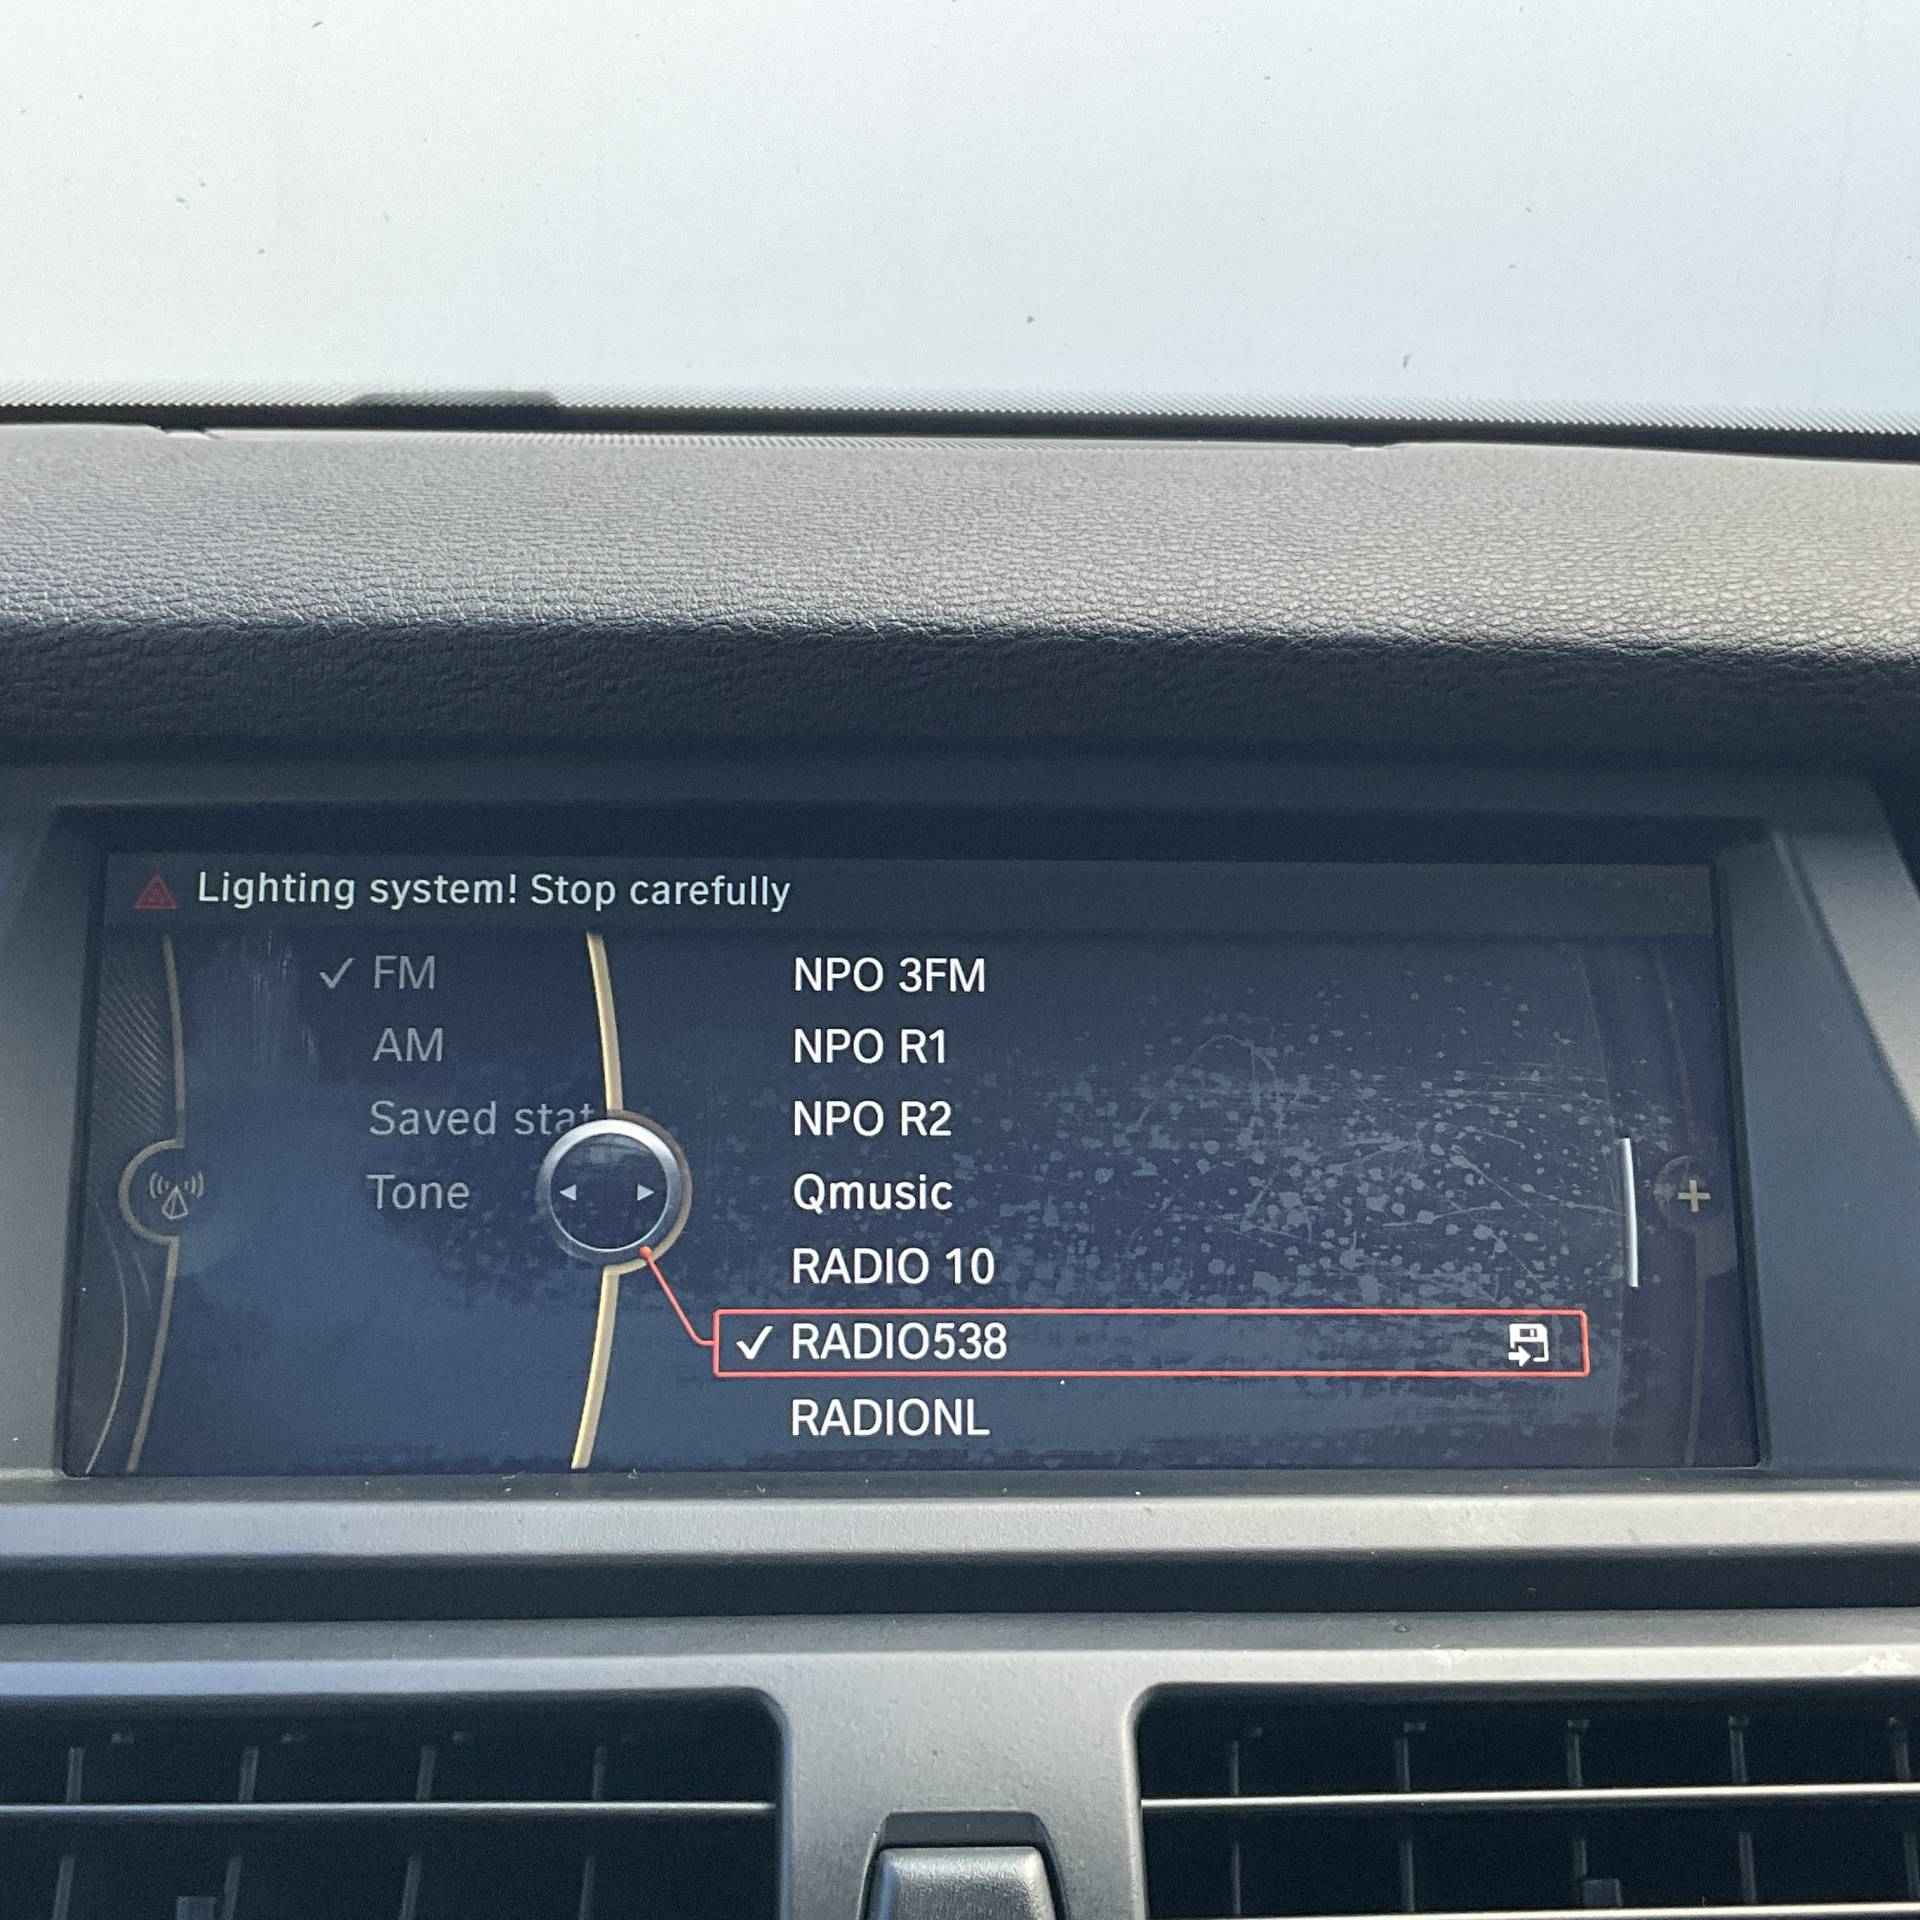 Lighting system! Stop carefully
FM
AM
Saved stat
Tone
NPO 3FM
NPO R1
NPO R2
Qmusic
RADIO 10
RADIO538
RADIONL